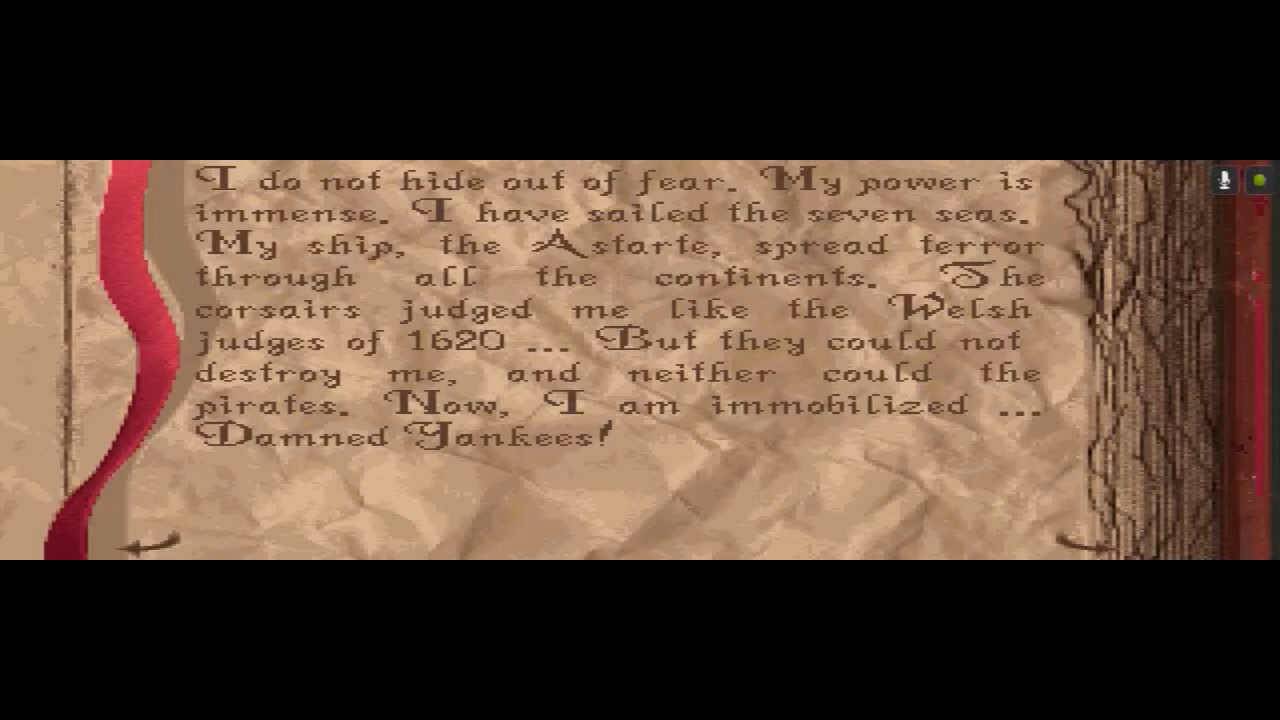 I do not hide out of fear. My power is
immense. I have sailed the seven seas.
My ship, the Astarte, spread terror
through all the continents. The
corsairs judged me like the Welsh
judges of 1620 ... But they could not
destroy me, and neither could the
pirates. Now, I am immobilized ...
Damned Yankees!